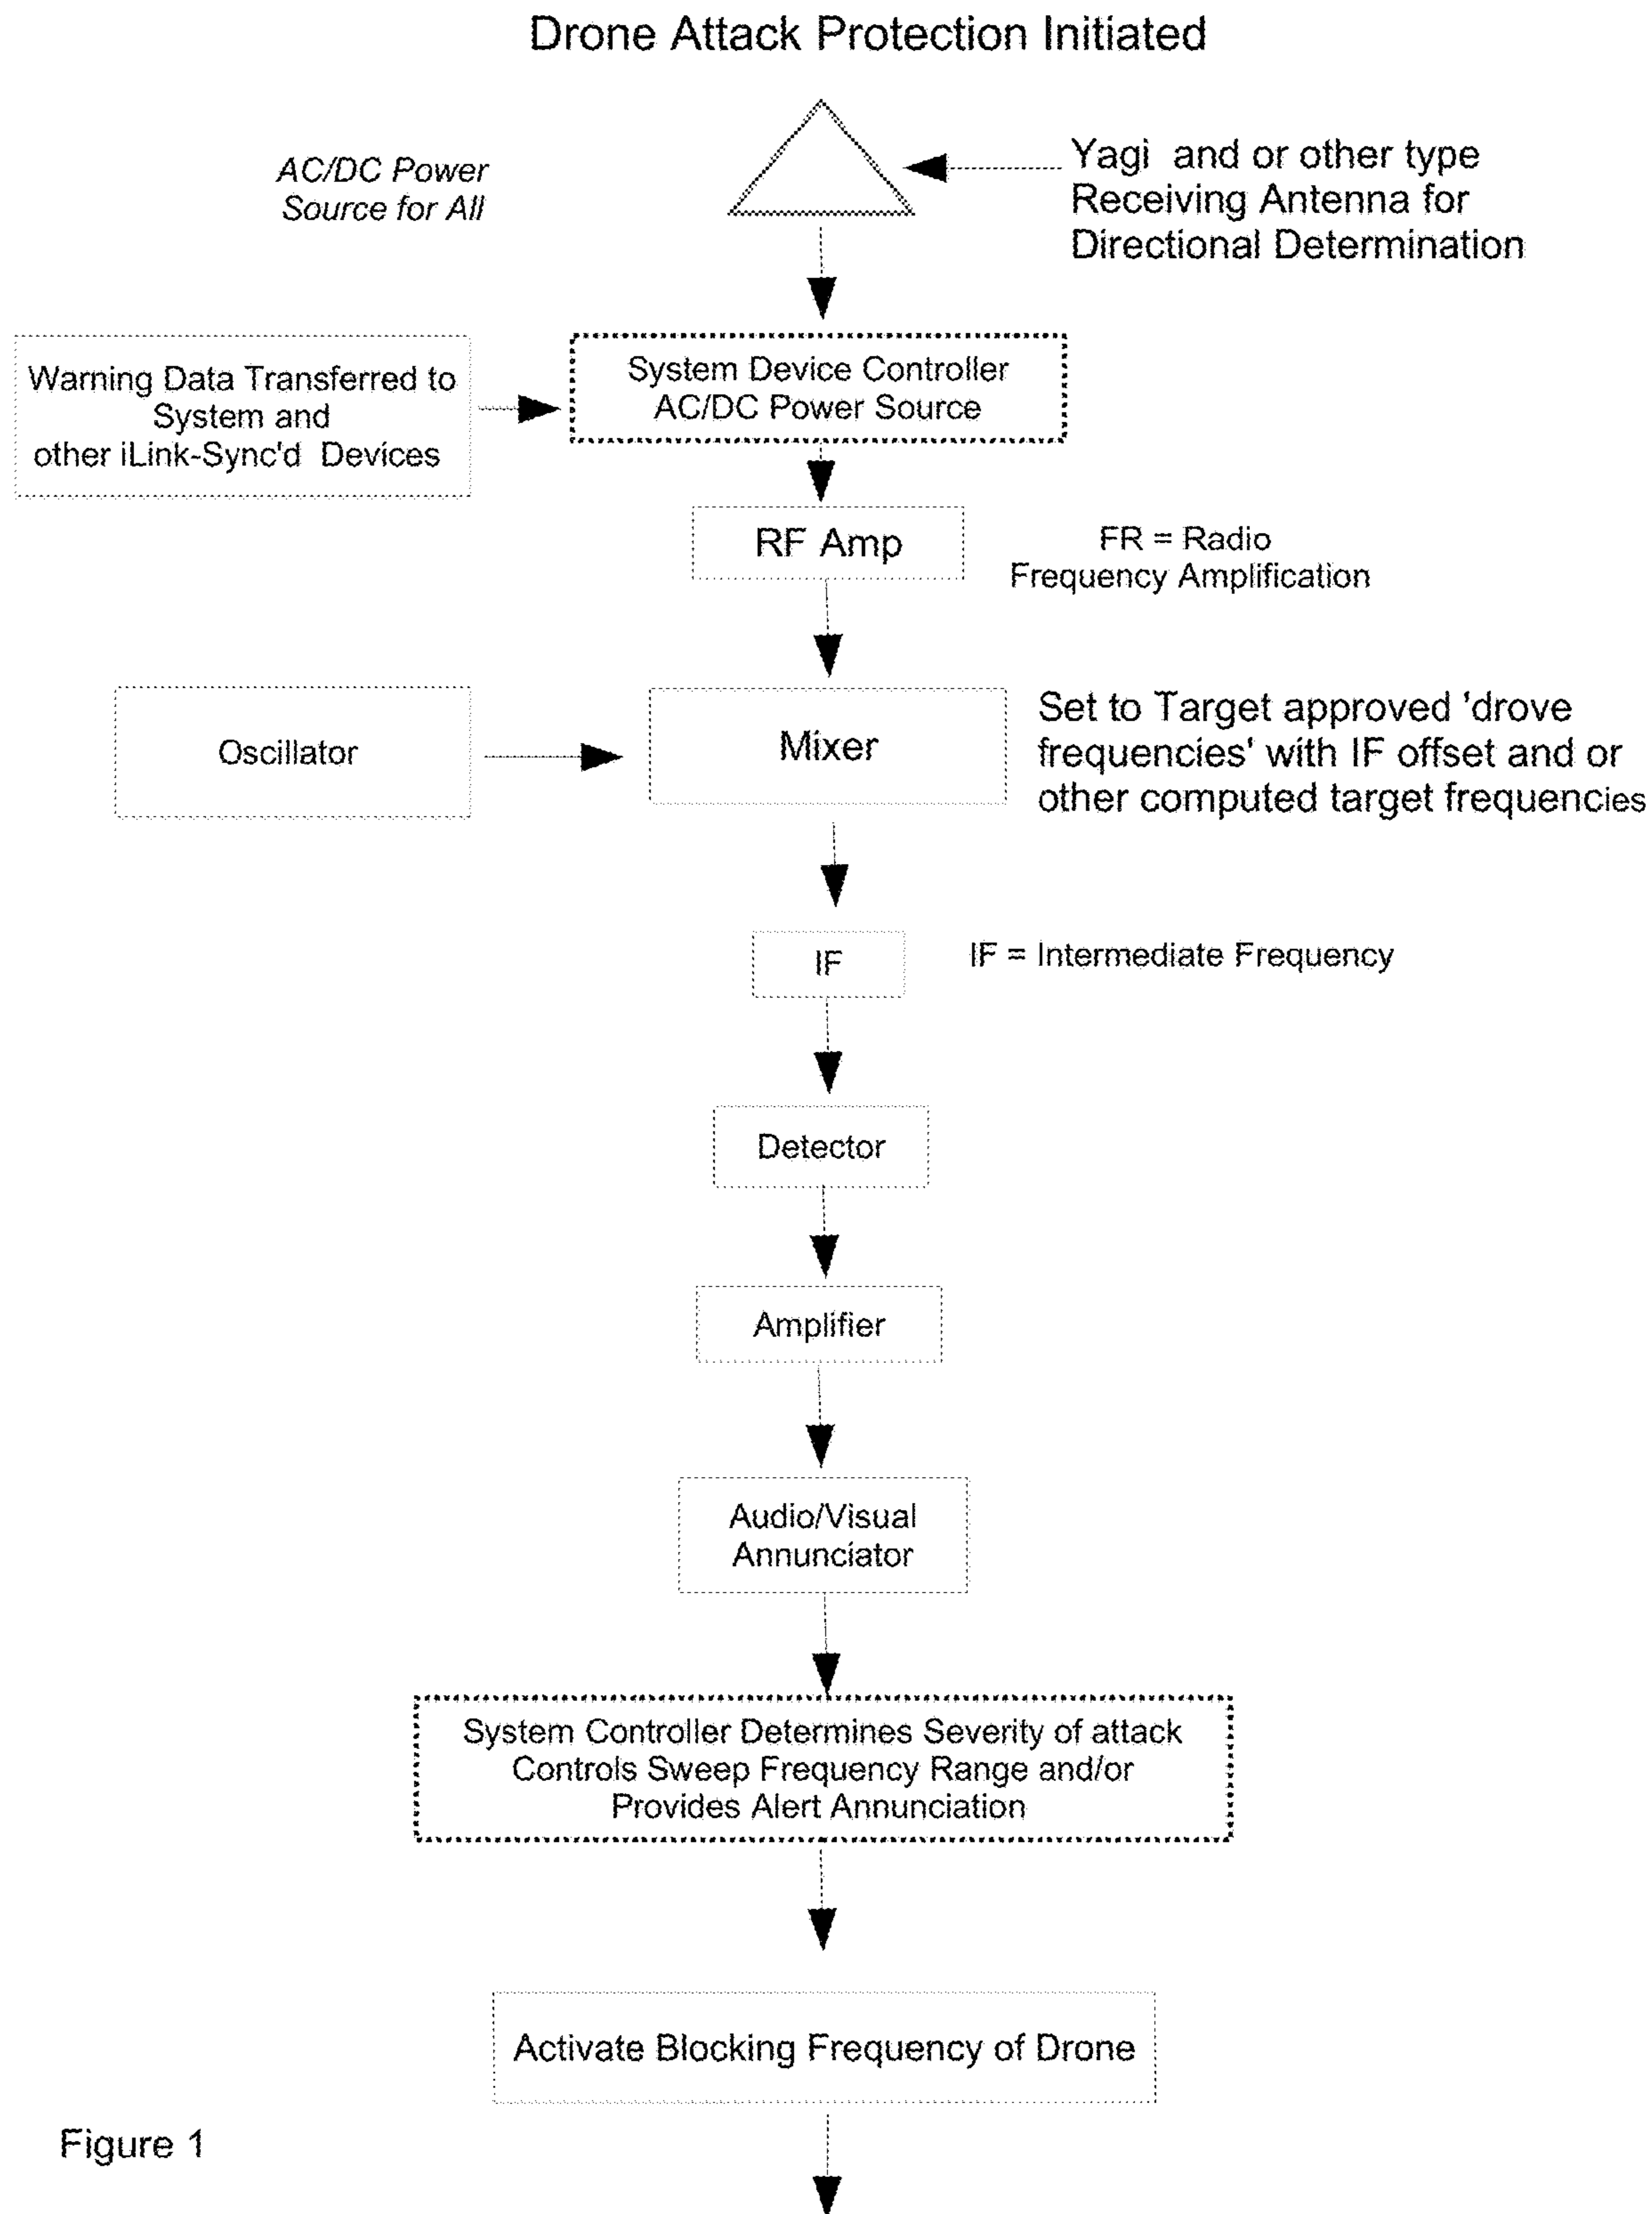 Drone Attack Protection Initiated
AC/DC Power
Source for All
Yagi and or other type
Receiving Antenna for
Directional Determination
Warning Data Transferred to
System and
other iLink-Sync'd Devices
System Device Controller
AC/DC Power Source
RF Amp
FR = Radio
Frequency Amplification
Oscillator
Mixer
Set to Target approved 'drove
frequencies' with IF offset and or
other computed target frequencies
IF
IF = Intermediate Frequency
Detector
Amplifier
Audio/Visual
Annunciator
System Controller Determines Severity of attack
Controls Sweep Frequency Range and/or
Provides Alert Annunciation
Activate Blocking Frequency of Drone
Figure 1